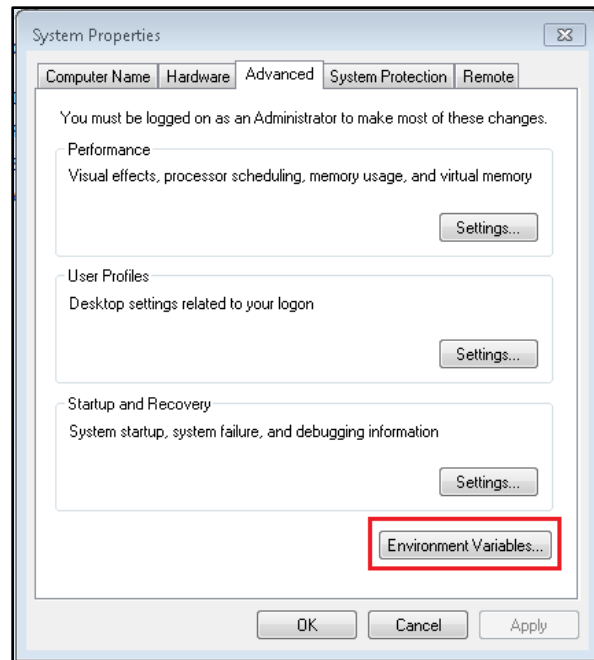 System Properties
Computer Name Hardware Advanced System Protection Remote
You must be logged on as an Administrator to make most of these changes.
Performance
Visual effects, processor scheduling, memory usage, and virtual memory
Settings...
User Profiles
Desktop settings related to your logon
Settings...
Startup and Recovery
System startup, system failure, and debugging information
Settings...
Environment Variables...
OK Cancel Apply